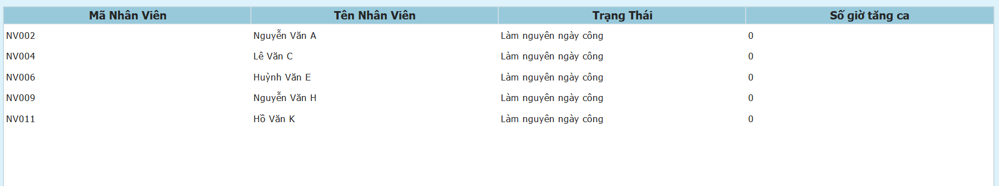 Mã Nhân Viên Tên Nhân Viên Trạng Thái Số giờ tăng ca
NV002 Nguyễn Văn A Làm nguyên ngày công 0
NV004 Lê Văn C Làm nguyên ngày công 0
NV006 Huỳnh Văn E Làm nguyên ngày công 0
NV009 Nguyễn Văn H Làm nguyên ngày công 0
NV011 Hồ Văn K Làm nguyên ngày công 0